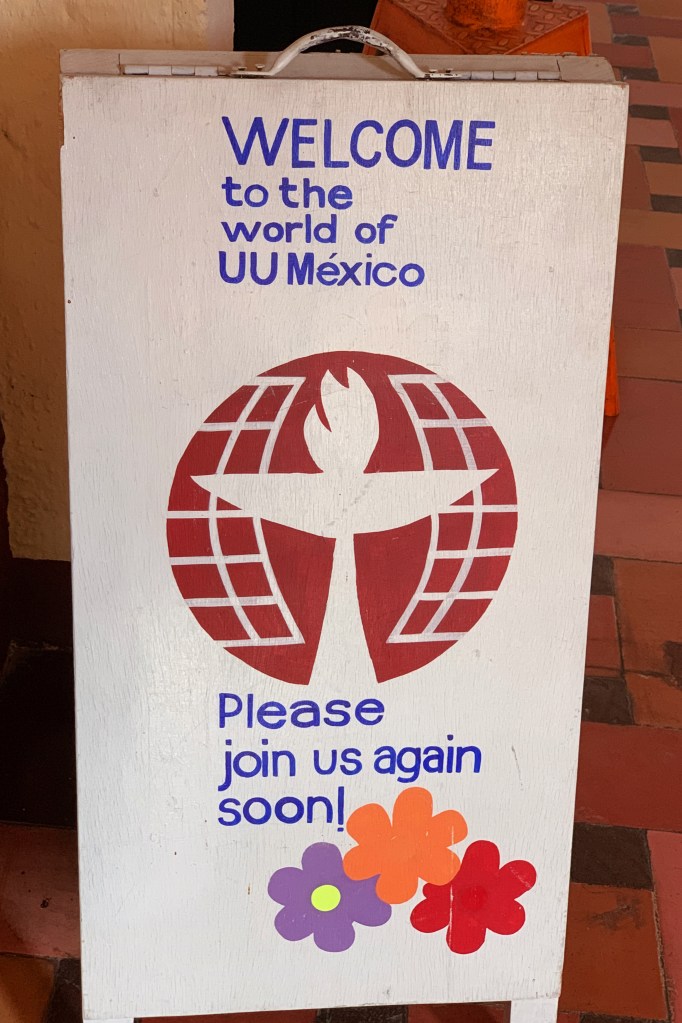 WELCOME
to the
world of
UU México
Please
join us again
soon!